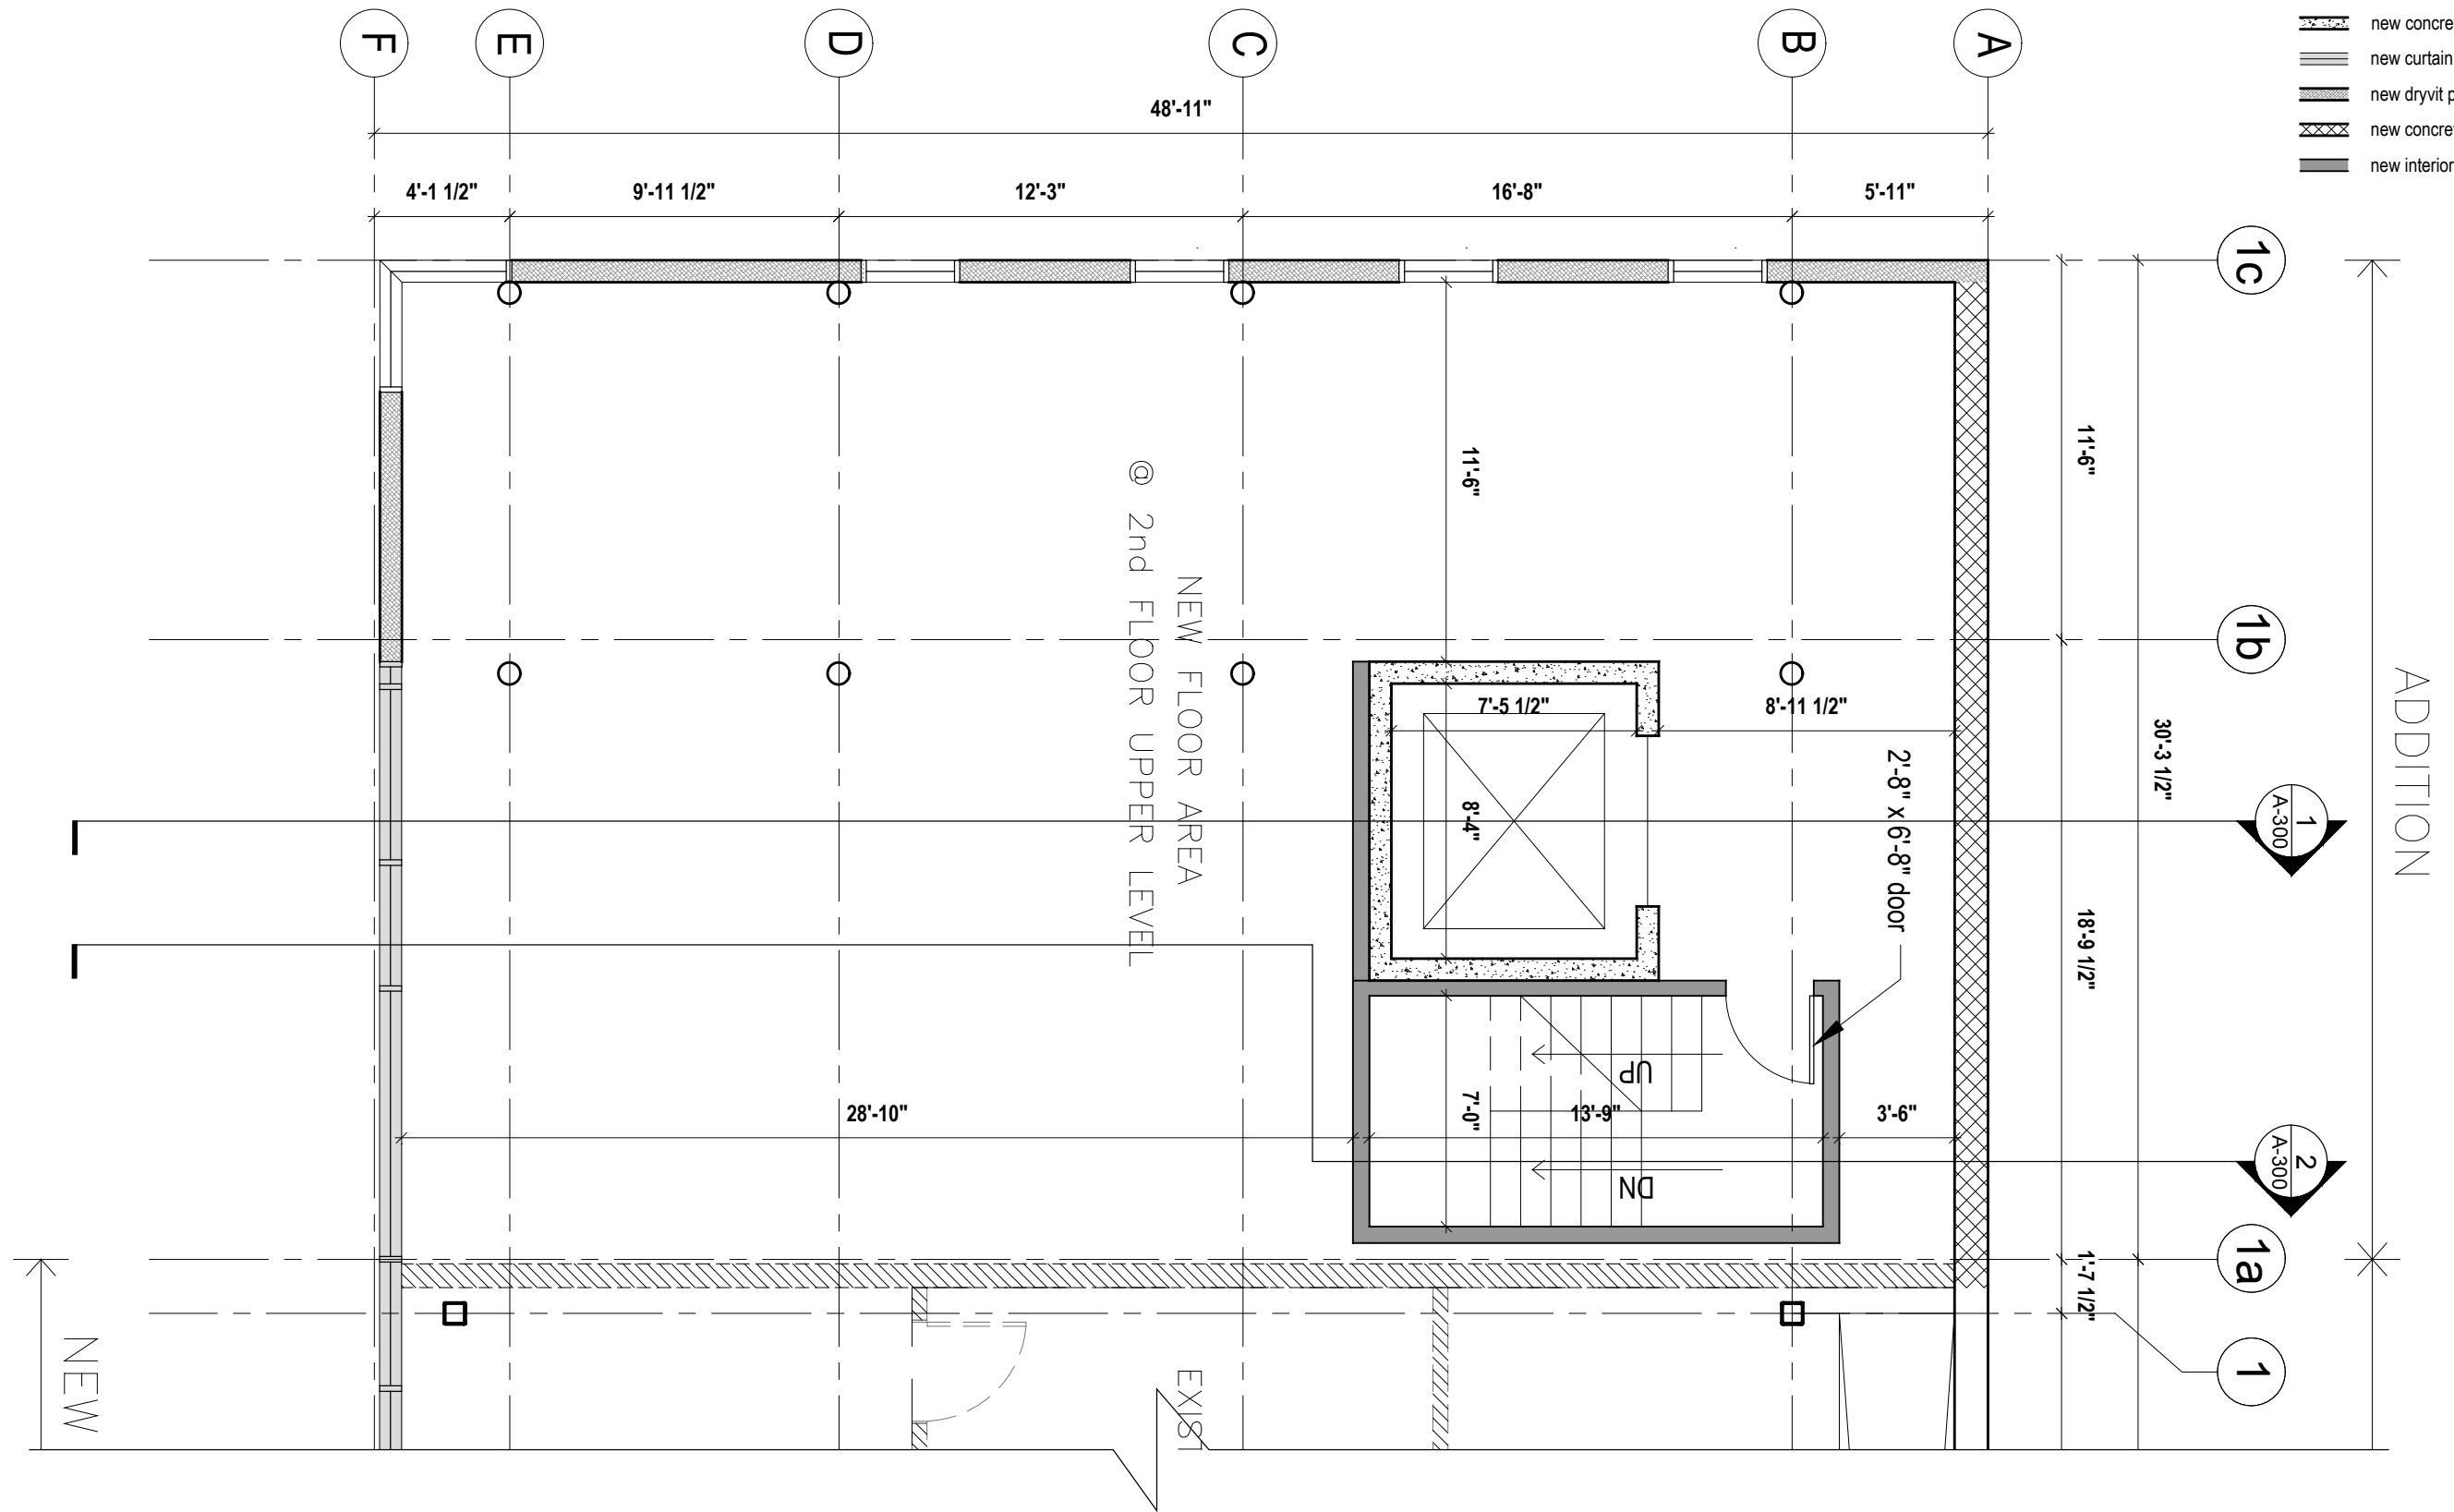 F
E
D
C
B
A
new concre
new curtain
new dryvit p
new concre
new interior
48'-11"
4'-1 1/2"
9'-11 1/2"
12'-3"
16'-8"
5'-11"
1c
1b
1a
1
11'-6"
18'-9 1/2"
1'-7 1/2"
30'-3 1/2"
ADDITION
1
A-300
2
A-300
11'-6"
NEW FLOOR AREA
@ 2nd FLOOR UPPER LEVEL
7'-5 1/2"
8'-11 1/2"
8'-4"
2'-8" x 6'-8" door
UP
DN
7'-0"
28'-10"
13'-9"
3'-6"
NEW
EXIST